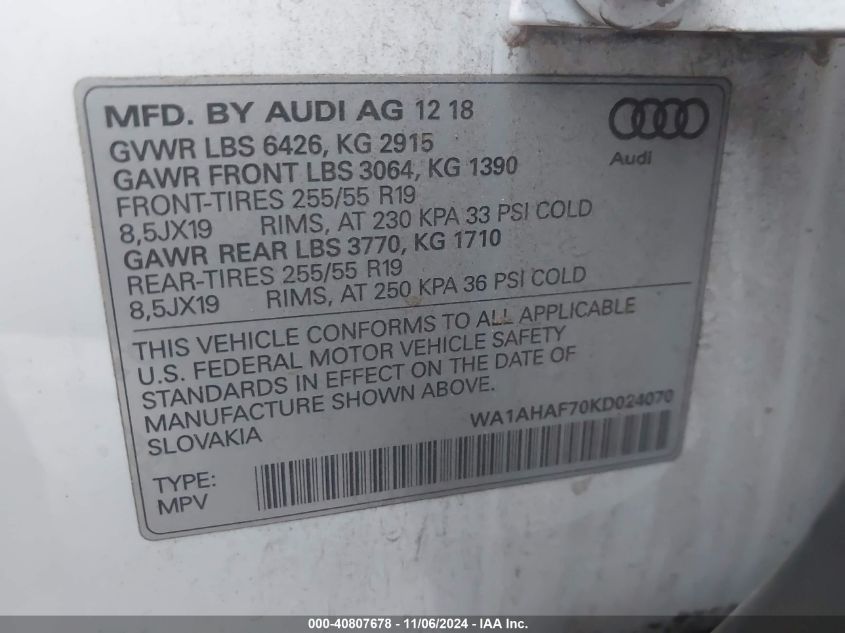 MFD. BY AUDI AG 12 18
GVWR LBS 6426, KG 2915
GAWR FRONT LBS 3064, KG 1390
FRONT-TIRES 255/55 R19
8,5JX19 RIMS, AT 230 KPA 33 PSI COLD
GAWR REAR LBS 3770, KG 1710
REAR-TIRES 255/55 R19
8,5JX19 RIMS, AT 250 KPA 36 PSI COLD
Audi
THIS VEHICLE CONFORMS TO ALL APPLICABLE
U.S. FEDERAL MOTOR VEHICLE SAFETY
STANDARDS IN EFFECT ON THE DATE OF
MANUFACTURE SHOWN ABOVE.
SLOVAKIA
WA1AHAF70KD024070
TYPE:
MPV
000-40807678 - 11/06/2024 - IAA Inc.